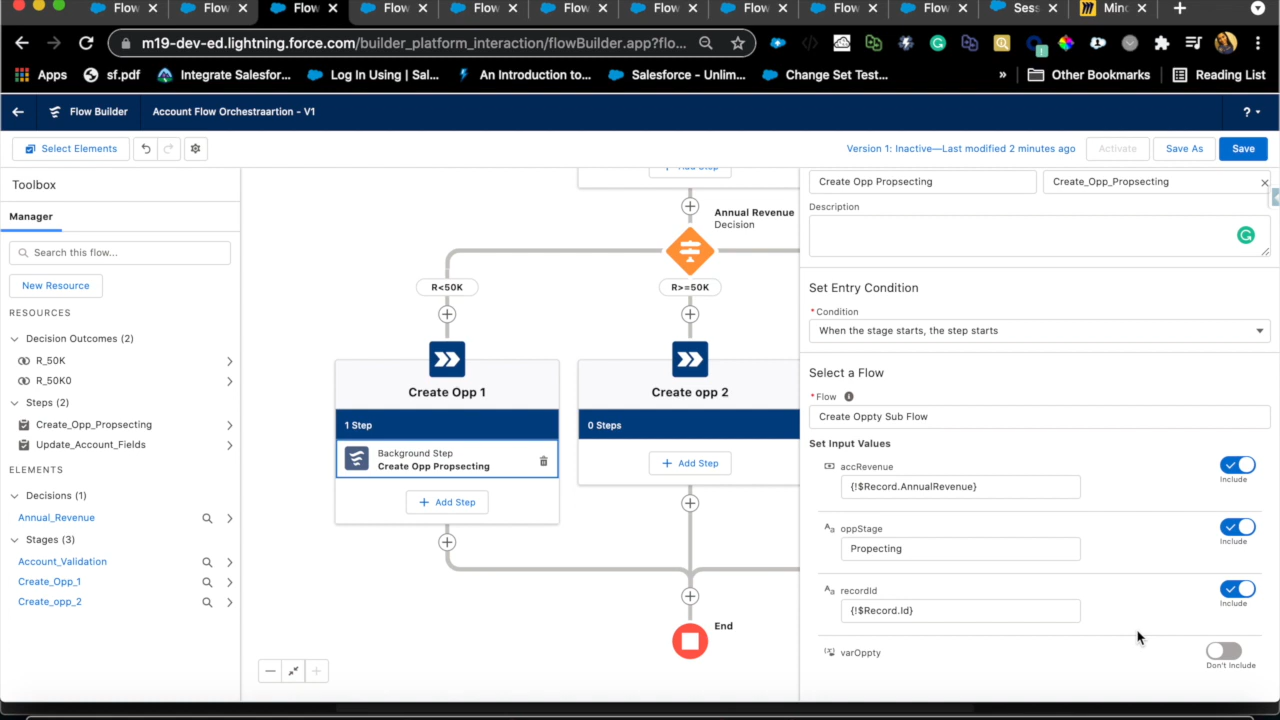 Flow
Flow
Flow
Flow
Flow
Flow
Flow
Flow
Flow
Flow
Sess
Minc
m19-dev-ed.lightning.force.com/builder_platform_interaction/flowBuilder.app?flo...
Apps
sf.pdf
Integrate Salesfor...
Log In Using | Sal...
An Introduction to...
Salesforce - Unlim...
Change Set Test...
»
Other Bookmarks
Reading List
Flow Builder
Account Flow Orchestraartion - V1
?
Select Elements
Version 1: Inactive—Last modified 2 minutes ago
Activate
Save As
Save
Toolbox
Manager
Search this flow...
New Resource
RESOURCES
Decision Outcomes (2)
R_50K
R_50K0
Steps (2)
Create_Opp_Propsecting
Update_Account_Fields
ELEMENTS
Decisions (1)
Annual_Revenue
Stages (3)
Account_Validation
Create_Opp_1
Create_opp_2
Annual Revenue
Decision
R<50K
R>=50K
Create Opp 1
1 Step
Background Step
Create Opp Propsecting
Add Step
Create opp 2
0 Steps
Add Step
End
Create Opp Propsecting
Create_Opp_Propsecting
Description
Set Entry Condition
* Condition
When the stage starts, the step starts
Select a Flow
* Flow
Create Oppty Sub Flow
Set Input Values
accRevenue
{!$Record.AnnualRevenue}
Include
oppStage
Propecting
Include
recordId
{!$Record.Id}
Include
varOppty
Don't Include